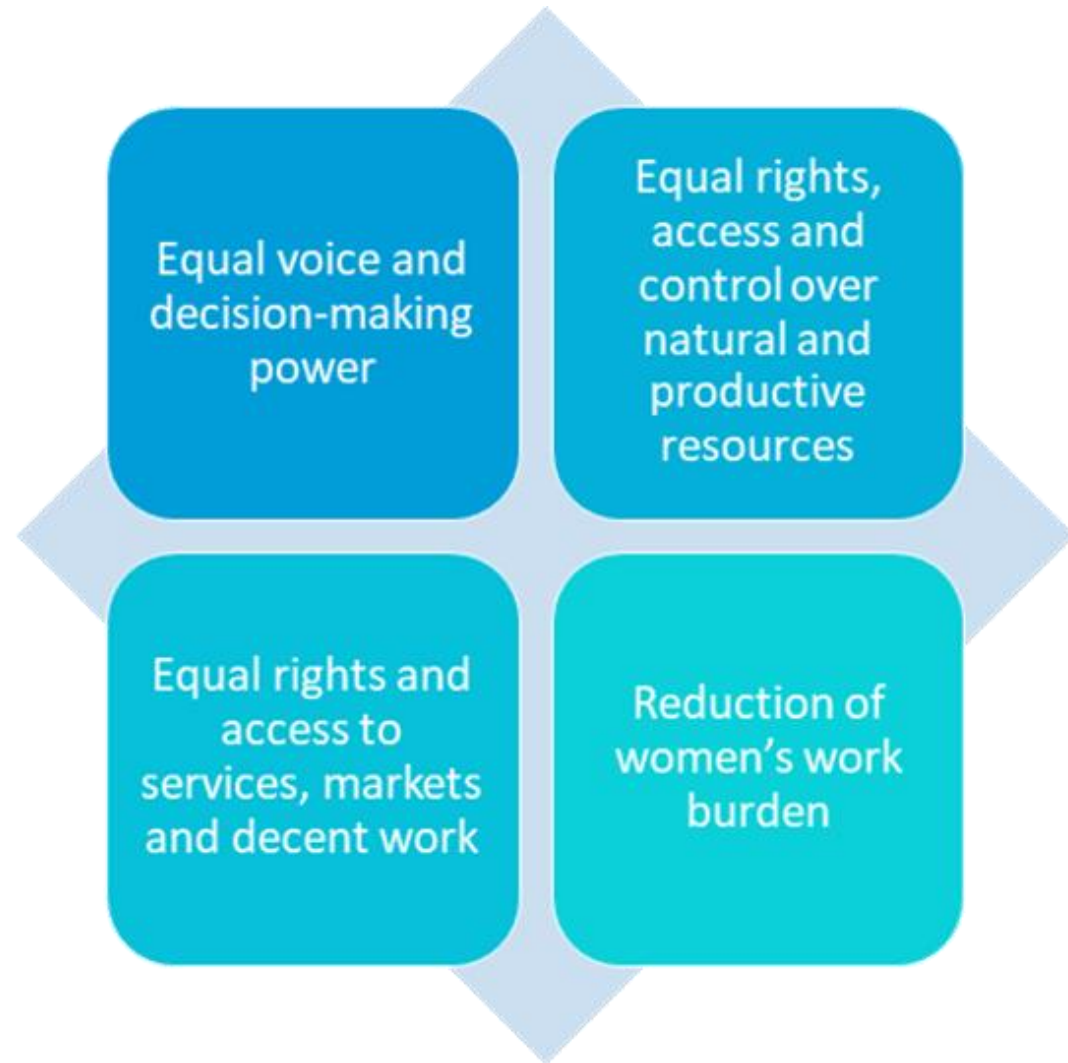 Equal voice and
decision-making
power
Equal rights,
access and
control over
natural and
productive
resources
Equal rights and
access to
services, markets
and decent work
Reduction of
women’s work
burden